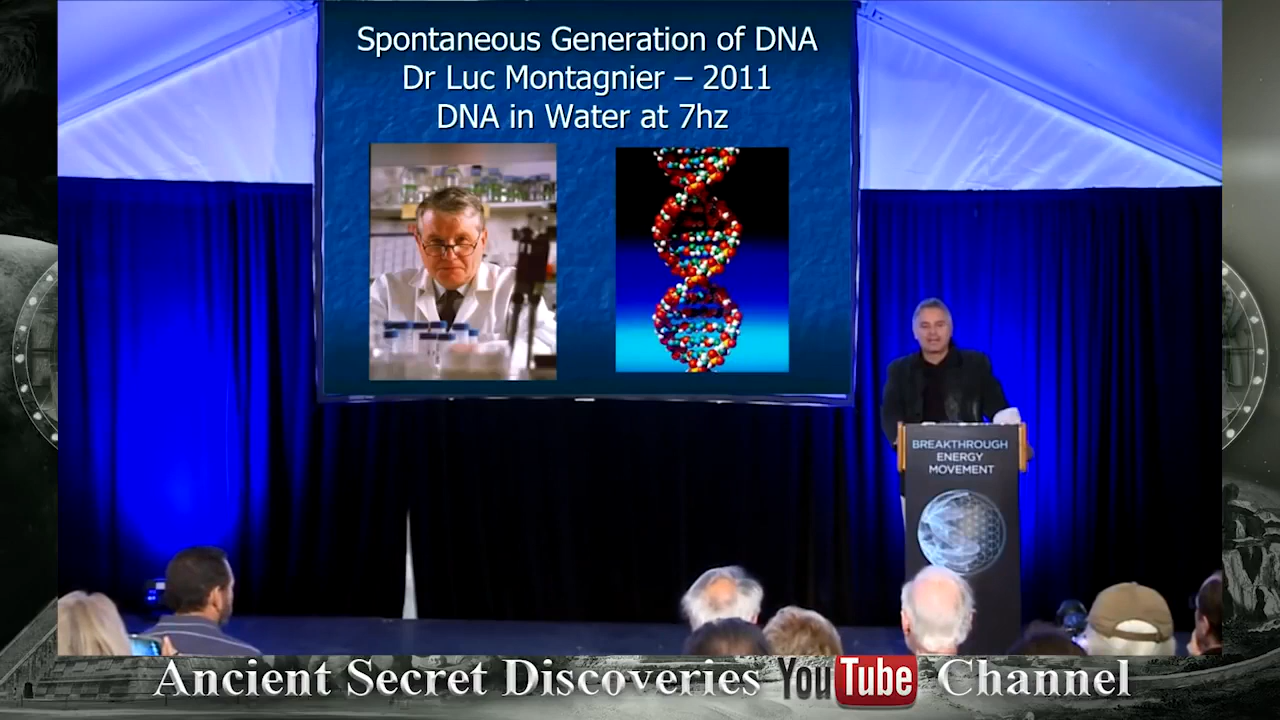 Spontaneous Generation of DNA
Dr Luc Montagnier – 2011
DNA in Water at 7hz
BREAKTHROUGH
ENERGY
MOVEMENT
Ancient Secret Discoveries YouTube Channel